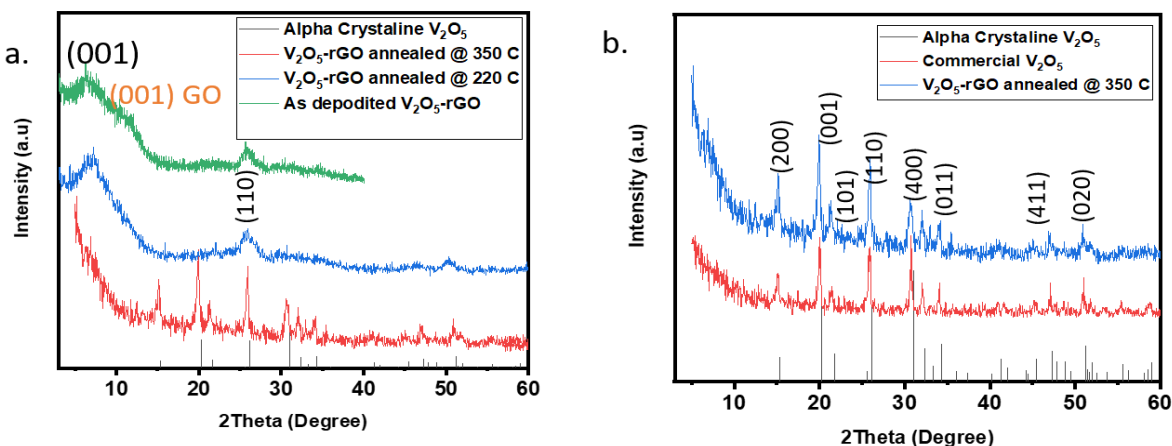 a.
(001)
(001) GO
Alpha Crystaline V₂O₅
V₂O₅-rGO annealed @ 350 C
V₂O₅-rGO annealed @ 220 C
As depodited V₂O₅-rGO
(110)
Intensity (a.u)
10 20 30 40 50 60
2Theta (Degree)
b.
Alpha Crystaline V₂O₅
Commercial V₂O₅
V₂O₅-rGO annealed @ 350 C
(200)
(001)
(101)
(110)
(400)
(011)
(411)
(020)
Intensity (a.u)
10 20 30 40 50 60
2Theta (Degree)